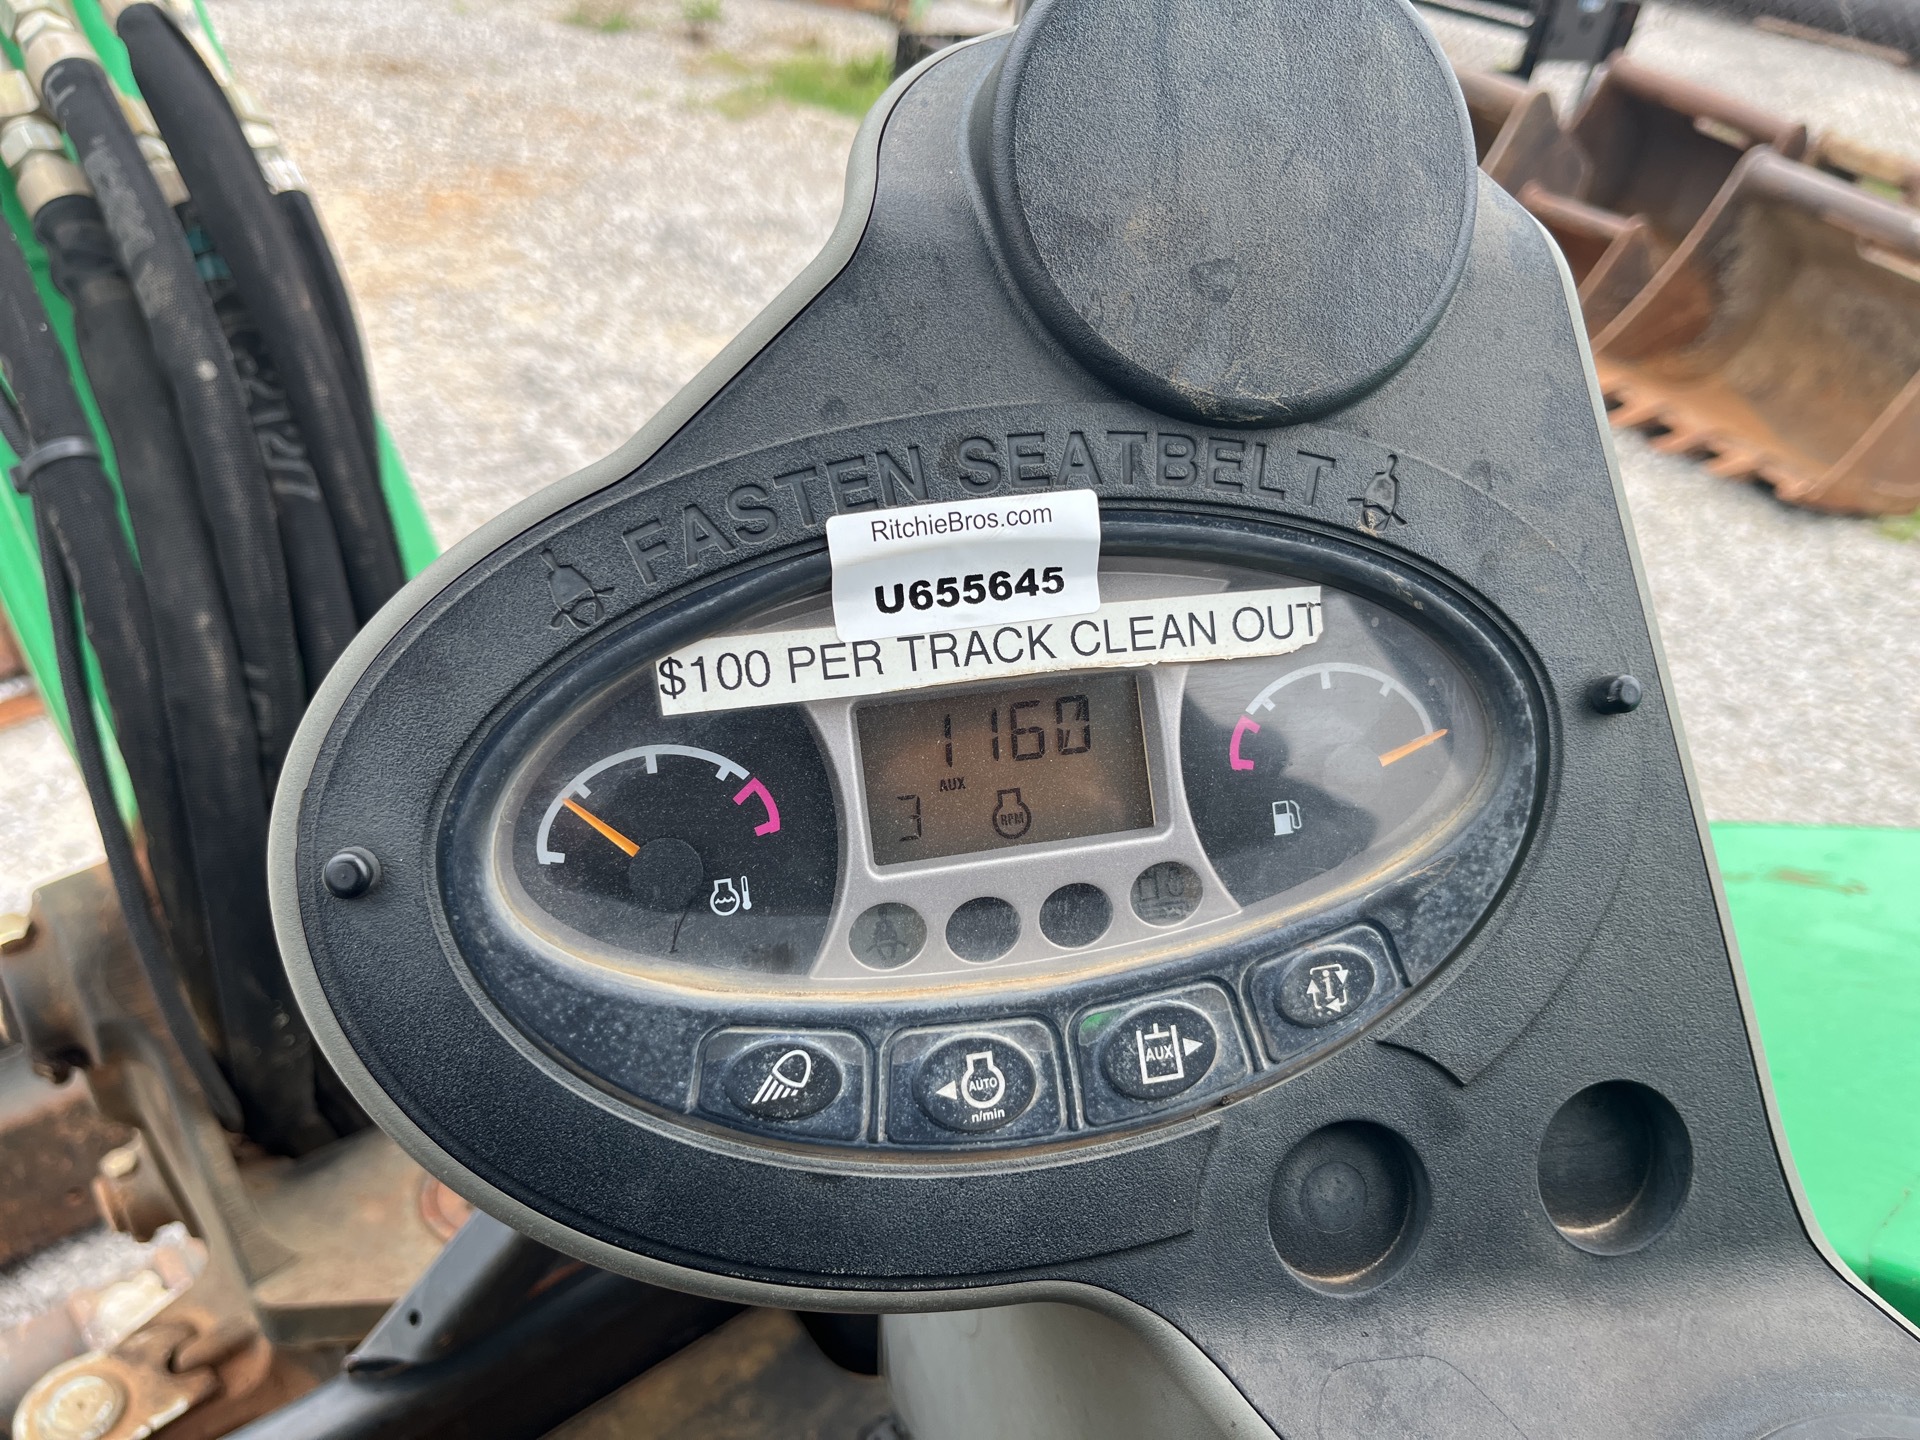 FASTEN SEATBELT
RitchieBros.com
U655645
$100 PER TRACK CLEAN OUT
1160
AUX
3
RPM
AUTO
n/min
AUX
i